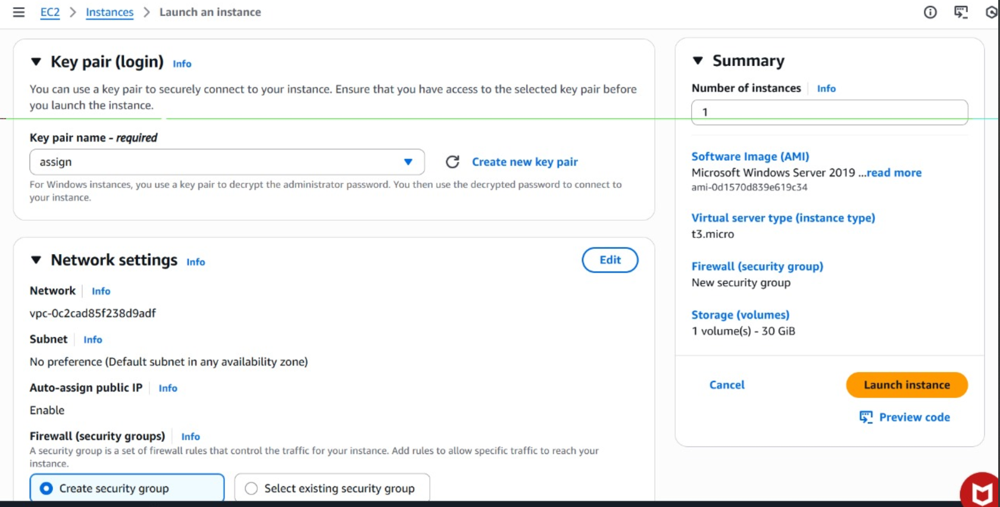 EC2 > Instances > Launch an instance
Key pair (login) Info
You can use a key pair to securely connect to your instance. Ensure that you have access to the selected key pair before
you launch the instance.
Key pair name - required
assign
Create new key pair
For Windows instances, you use a key pair to decrypt the administrator password. You then use the decrypted password to connect to
your instance.
Network settings Info
Edit
Network Info
vpc-0c2cad85f238d9adf
Subnet Info
No preference (Default subnet in any availability zone)
Auto-assign public IP Info
Enable
Firewall (security groups) Info
A security group is a set of firewall rules that control the traffic for your instance. Add rules to allow specific traffic to reach your
instance.
Create security group
Select existing security group
Summary
Number of instances Info
1
Software Image (AMI)
Microsoft Windows Server 2019 ...read more
ami-0d1570d839e619c34
Virtual server type (instance type)
t3.micro
Firewall (security group)
New security group
Storage (volumes)
1 volume(s) - 30 GiB
Cancel
Launch instance
Preview code